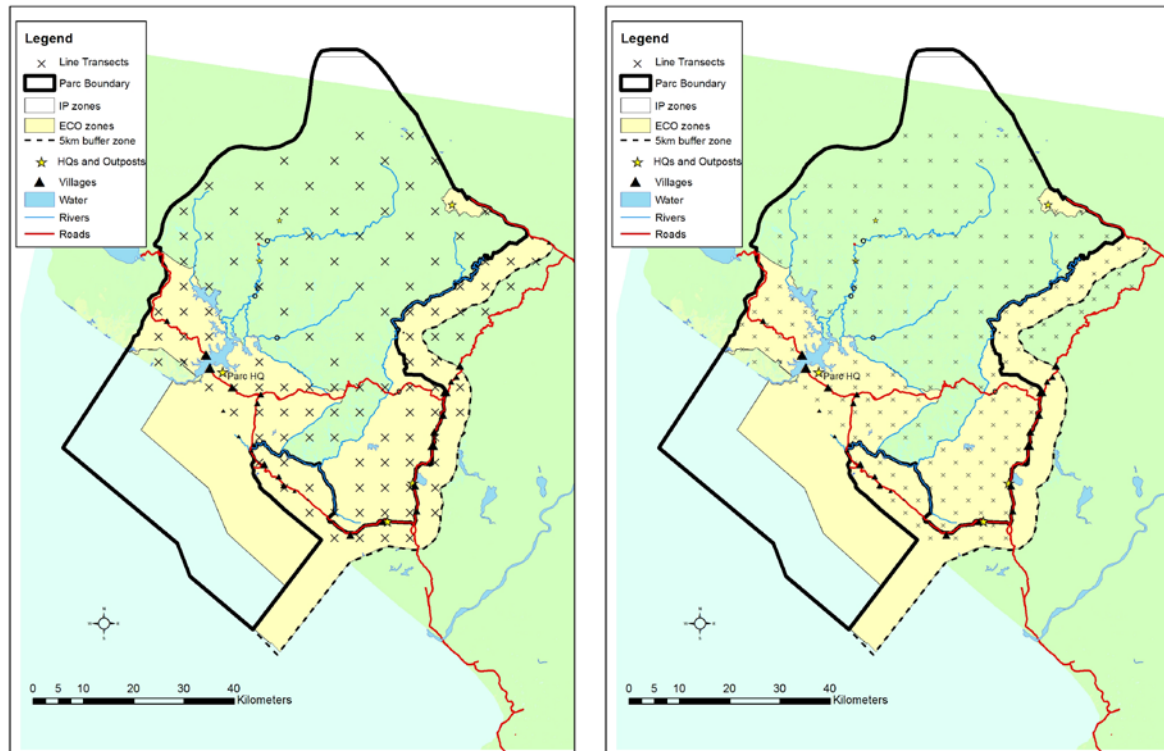 Legend
Line Transects
Parc Boundary
IP zones
ECO zones
5km buffer zone
HQs and Outposts
Villages
Water
Rivers
Roads
Parc HQ
0 5 10 20 30 40
Kilometers
Legend
Line Transects
Parc Boundary
IP zones
ECO zones
5km buffer zone
HQs and Outposts
Villages
Water
Rivers
Roads
Parc HQ
0 5 10 20 30 40
Kilometers